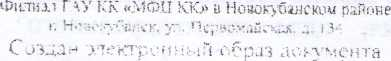 Филиал ГАУ КК «МФЦ КК» в Новокубанском районе
г. Новокубанск, ул. Первомайская, д. 134
Создан электронный образ документа